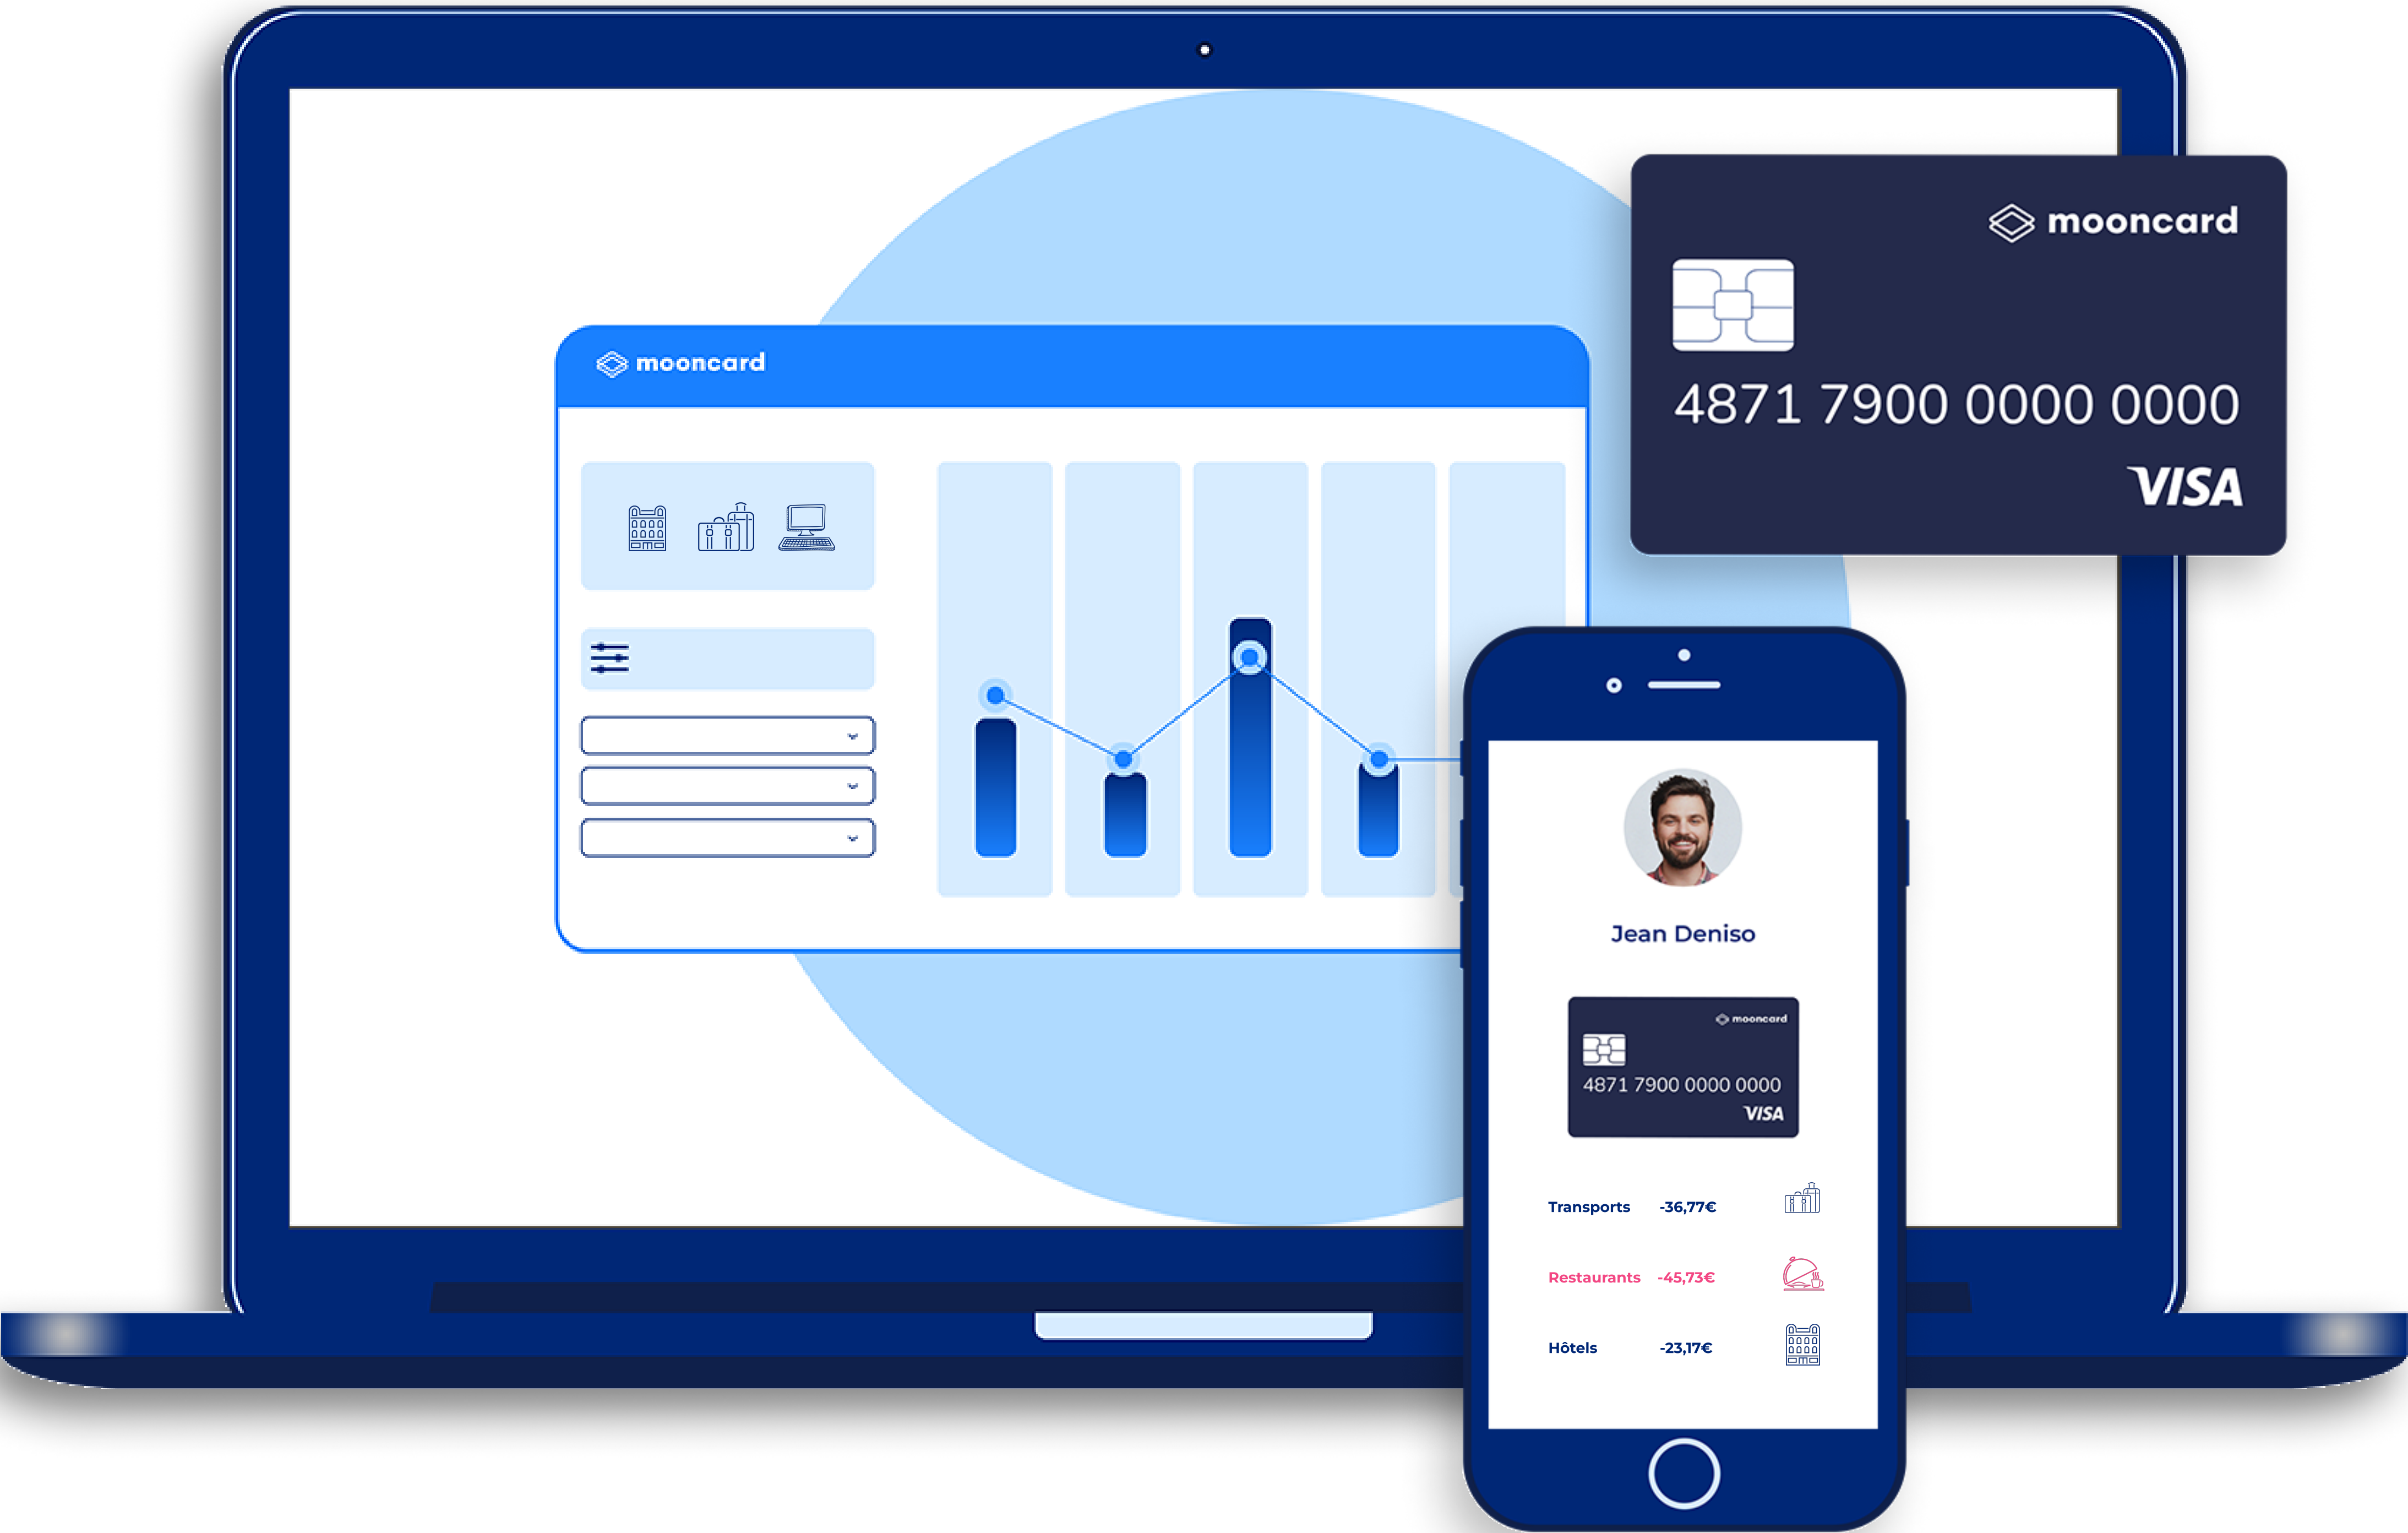 mooncard
4871 7900 0000 0000
VISA
mooncard
Jean Deniso
mooncard
4871 7900 0000 0000
VISA
Transports -36,77€
Restaurants -45,73€
Hôtels -23,17€